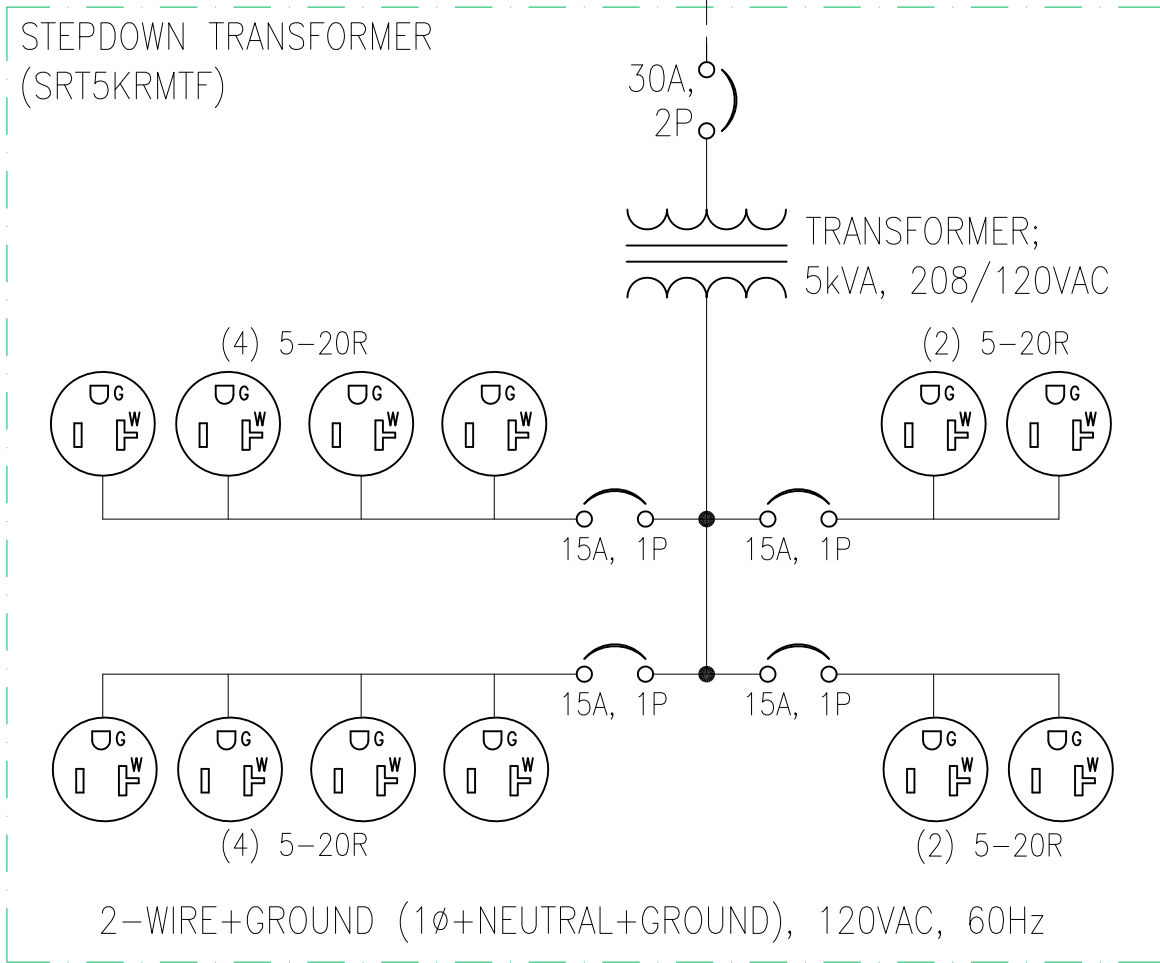 STEPDOWN TRANSFORMER
(SRT5KRMTF)
30A,
2P
TRANSFORMER;
5kVA, 208/120VAC
(4) 5-20R
(2) 5-20R
G
G
G
G
G
G
W
W
W
W
W
W
15A, 1P
15A, 1P
15A, 1P
15A, 1P
G
G
G
G
G
G
W
W
W
W
W
W
(4) 5-20R
(2) 5-20R
2-WIRE+GROUND (1ø+NEUTRAL+GROUND), 120VAC, 60Hz